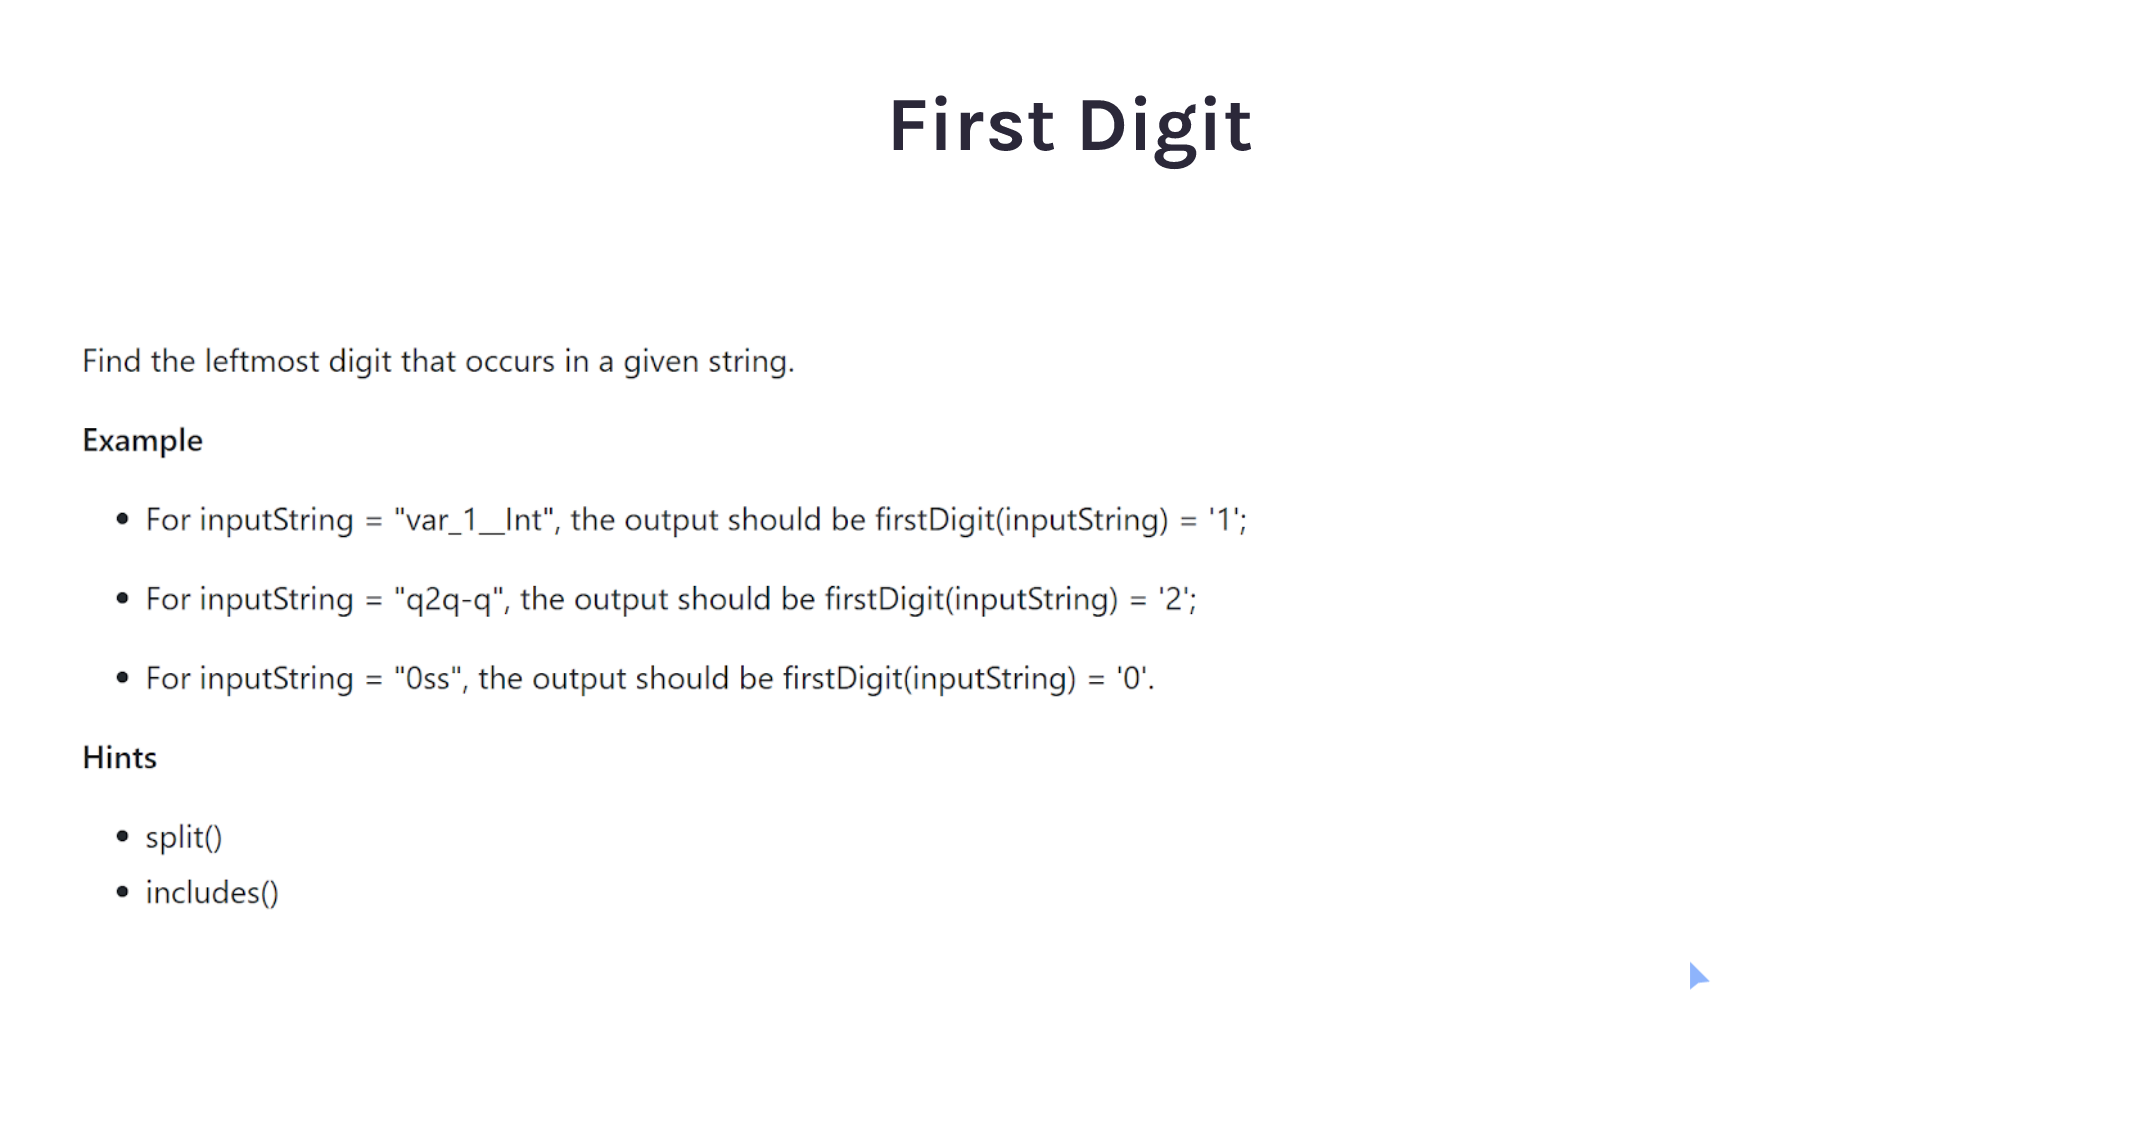 First Digit
Find the leftmost digit that occurs in a given string.
Example
• For inputString = "var_1__Int", the output should be firstDigit(inputString) = '1';
• For inputString = "q2q-q", the output should be firstDigit(inputString) = '2';
• For inputString = "0ss", the output should be firstDigit(inputString) = '0'.
Hints
• split()
• includes()